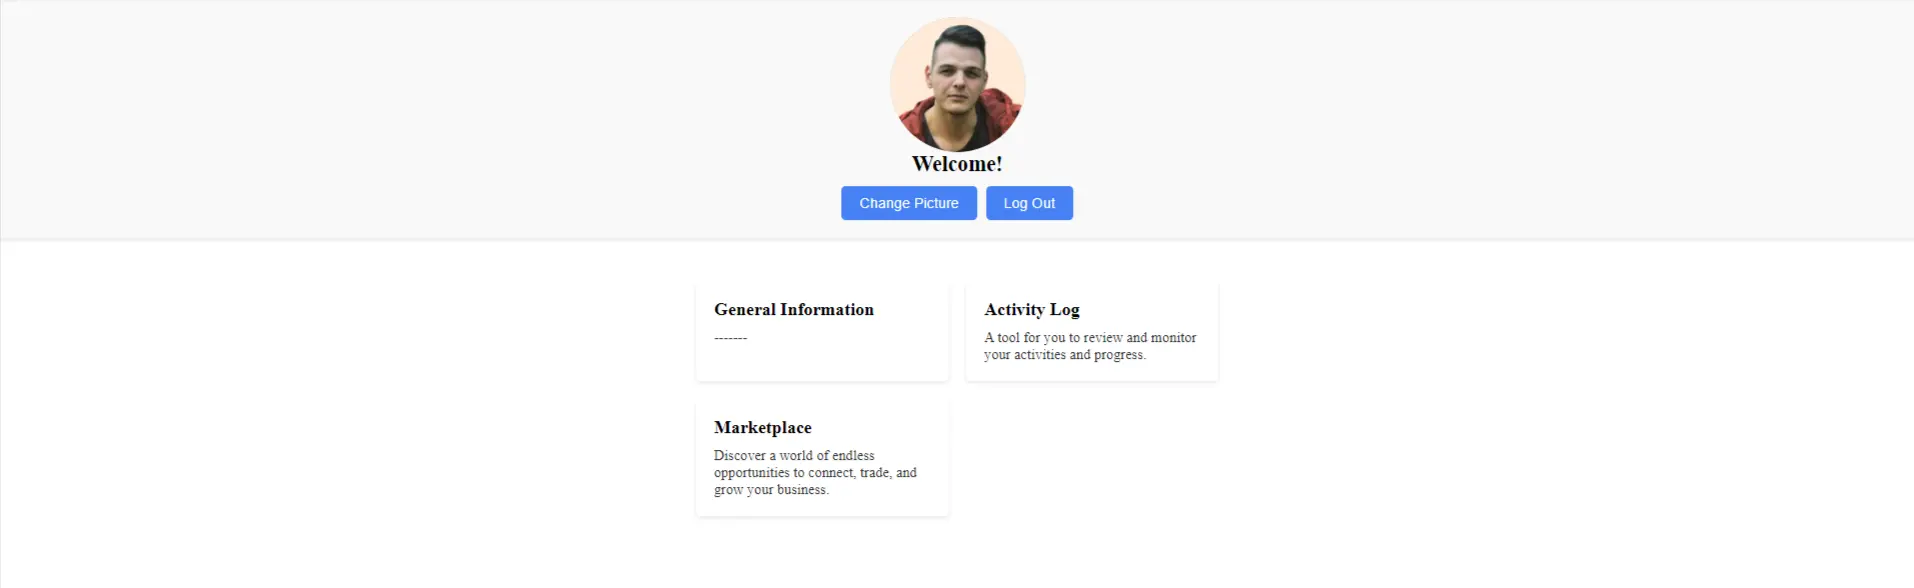 Welcome!
Change Picture
Log Out
General Information
-------
Activity Log
A tool for you to review and monitor
your activities and progress.
Marketplace
Discover a world of endless
opportunities to connect, trade, and
grow your business.